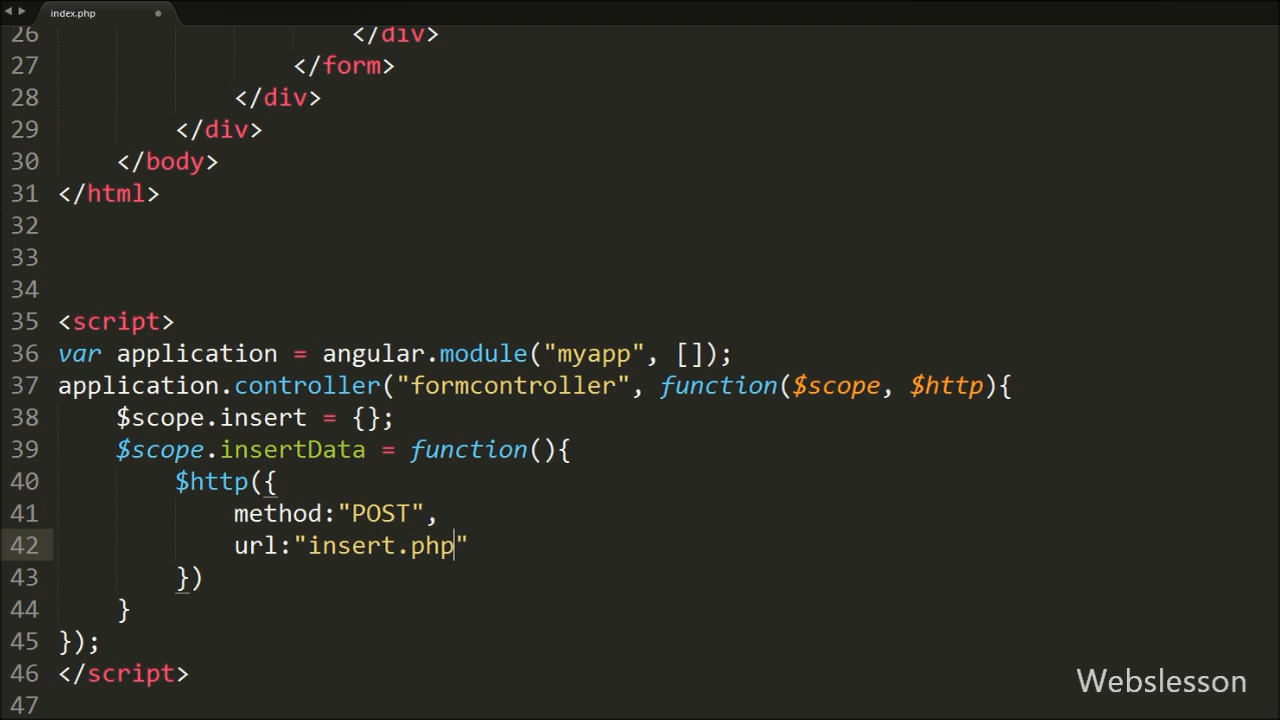 index.php
26 </div>
27 </form>
28 </div>
29 </div>
30 </body>
31 </html>
32
33
34
35 <script>
36 var application = angular.module("myapp", []);
37 application.controller("formcontroller", function($scope, $http){
38 $scope.insert = {};
39 $scope.insertData = function(){
40 $http({
41 method:"POST",
42 url:"insert.php"
43 })
44 }
45 });
46 </script>
47
Webslesson